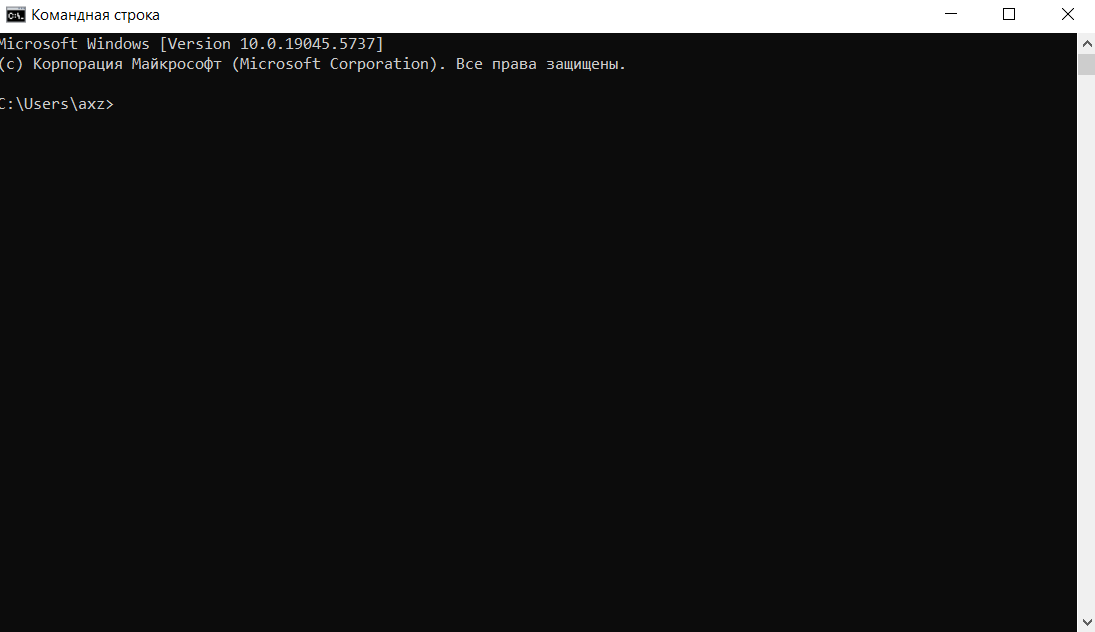 Командная строка
Microsoft Windows [Version 10.0.19045.5737]
(c) Корпорация Майкрософт (Microsoft Corporation). Все права защищены.
C:\Users\axz>